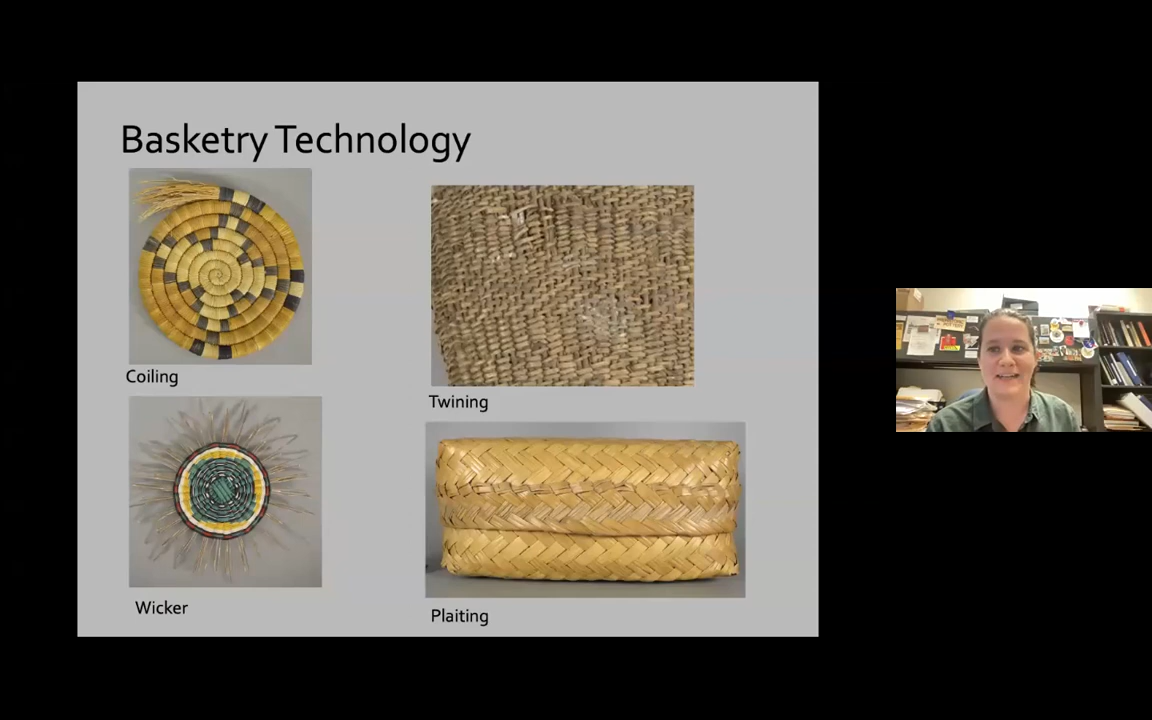 Basketry Technology
Coiling
Twining
Wicker
Plaiting